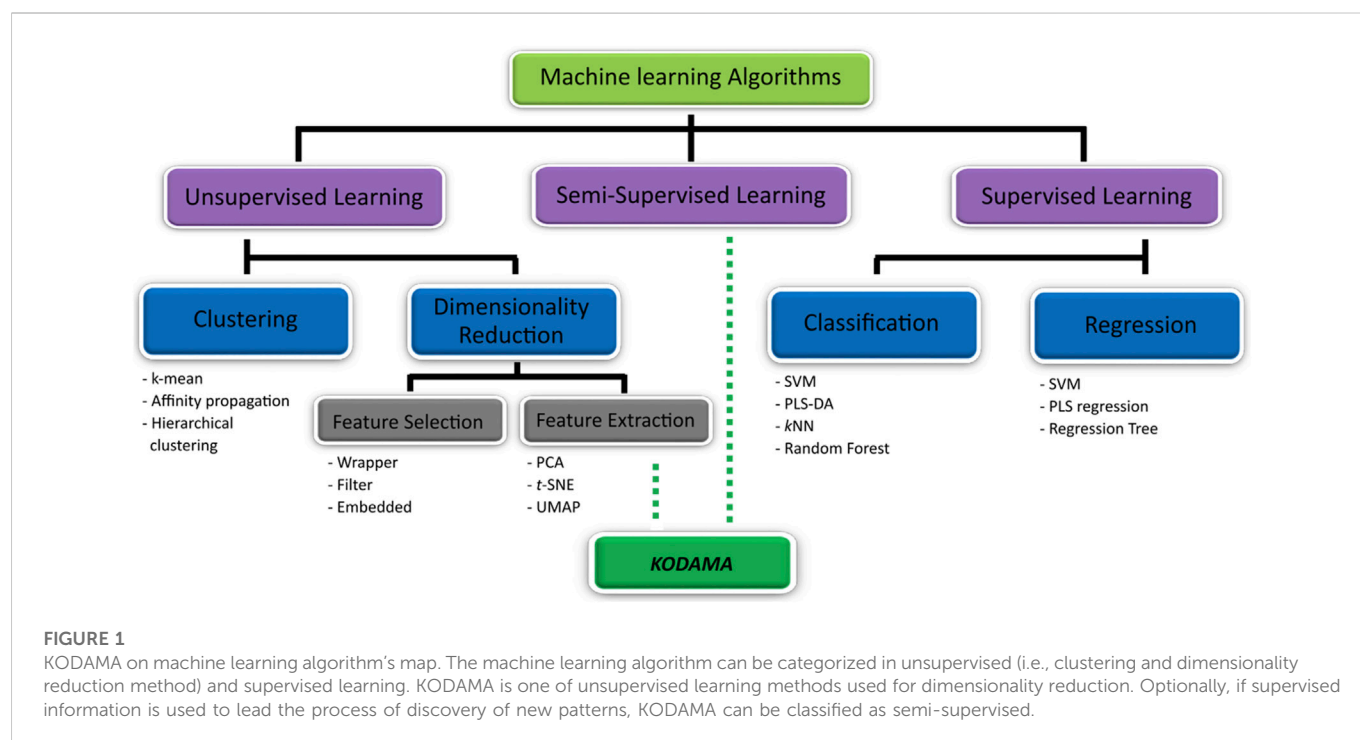 Machine learning Algorithms
Unsupervised Learning
Semi-Supervised Learning
Supervised Learning
Clustering
Dimensionality
Reduction
Classification
Regression
- k-mean
- Affinity propagation
- Hierarchical
clustering
Feature Selection
Feature Extraction
- Wrapper
- Filter
- Embedded
- PCA
- t-SNE
- UMAP
- SVM
- PLS-DA
- kNN
- Random Forest
- SVM
- PLS regression
- Regression Tree
KODAMA
FIGURE 1
KODAMA on machine learning algorithm's map. The machine learning algorithm can be categorized in unsupervised (i.e., clustering and dimensionality
reduction method) and supervised learning. KODAMA is one of unsupervised learning methods used for dimensionality reduction. Optionally, if supervised
information is used to lead the process of discovery of new patterns, KODAMA can be classified as semi-supervised.